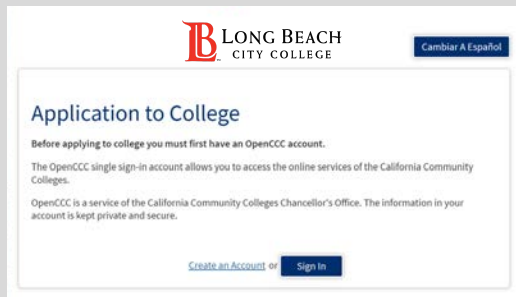 LONG BEACH
CITY COLLEGE
Cambiar A Español
Application to College
Before applying to college you must first have an OpenCCC account.
The OpenCCC single sign-in account allows you to access the online services of the California Community
Colleges.
OpenCCC is a service of the California Community Colleges Chancellor's Office. The information in your
account is kept private and secure.
Create an Account or Sign In